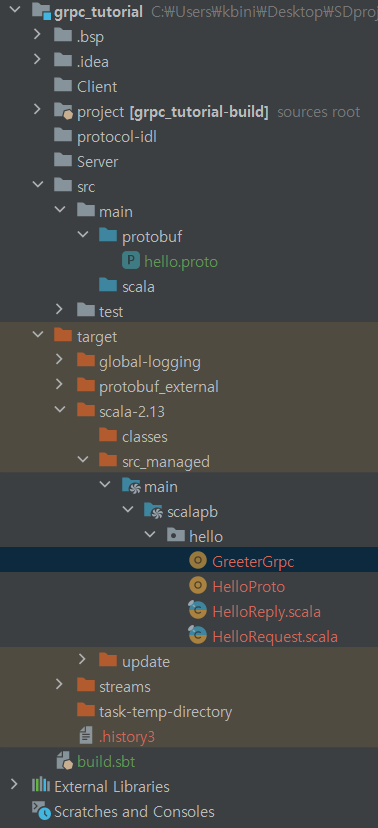 grpc_tutorial C:₩Users₩kbini₩Desktop₩SDproj
.bsp
.idea
Client
project [grpc_tutorial-build] sources root
protocol-idl
Server
src
main
protobuf
P hello.proto
scala
test
target
global-logging
protobuf_external
scala-2.13
classes
src_managed
main
scalapb
hello
O GreeterGrpc
O HelloProto
C HelloReply.scala
C HelloRequest.scala
update
streams
task-temp-directory
.history3
build.sbt
External Libraries
Scratches and Consoles